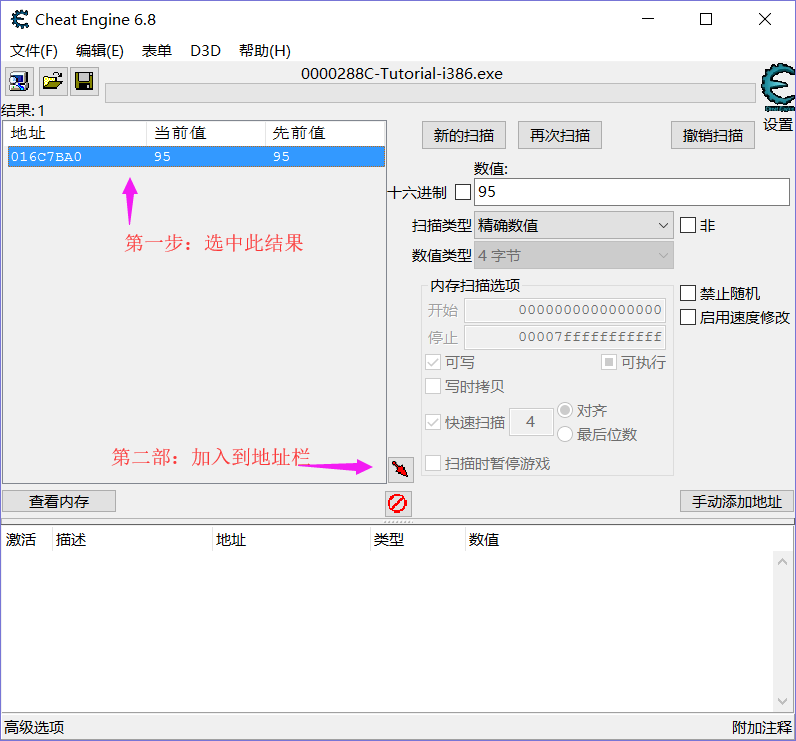 Cheat Engine 6.8
文件(F) 编辑(E) 表单 D3D 帮助(H)
0000288C-Tutorial-i386.exe
结果: 1
设置
地址 当前值 先前值
016C7BA0 95 95
第一步：选中此结果
第二部：加入到地址栏
新的扫描 再次扫描 撤销扫描
数值:
十六进制 95
扫描类型 精确数值 非
数值类型 4 字节
内存扫描选项
开始 0000000000000000
停止 00007fffffffffff
禁止随机
启用速度修改
可写 可执行
写时拷贝
快速扫描 4 对齐
最后位数
扫描时暂停游戏
查看内存 手动添加地址
激活 描述 地址 类型 数值
高级选项 附加注释